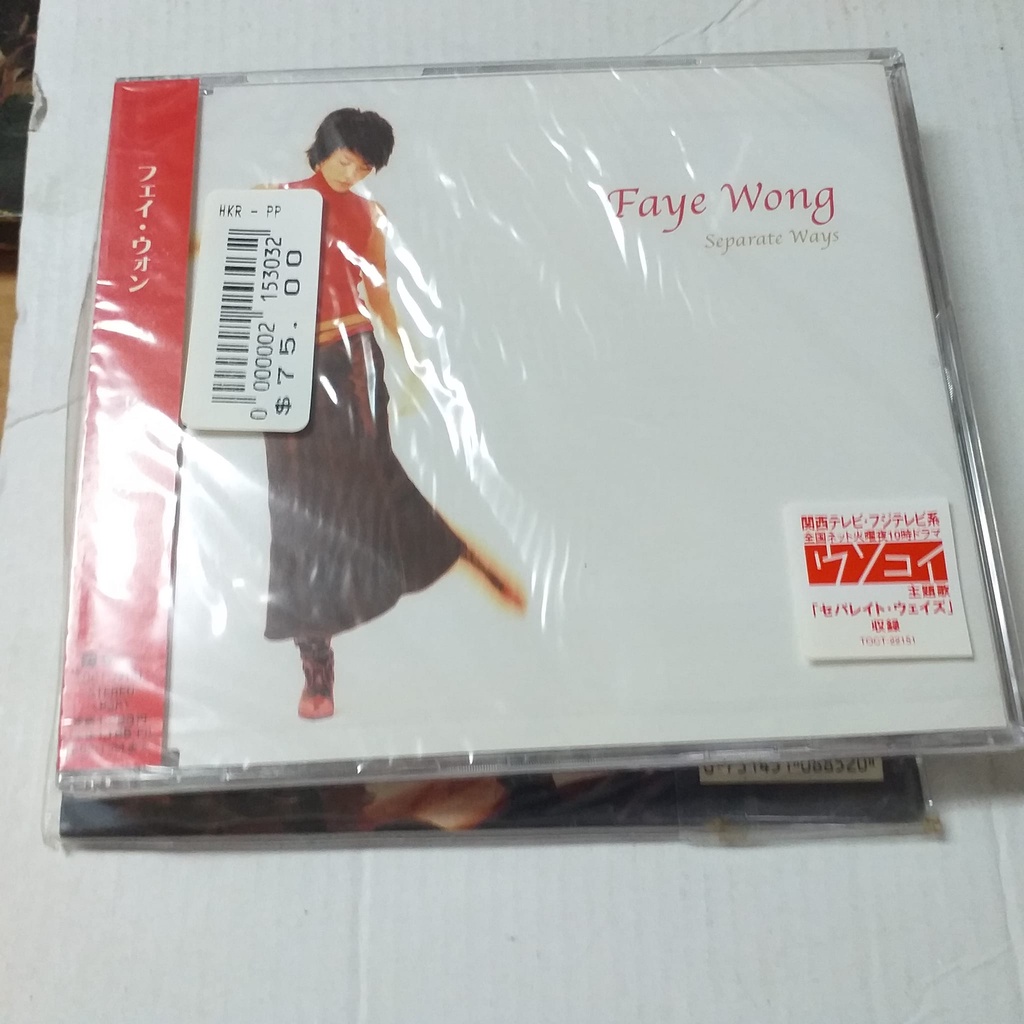 フェイ・ウォン
HKR - PP
0 000002 153032
$75.00
Faye Wong
Separate Ways
関西テレビ・フジテレビ系
全国ネット火曜夜10時ドラマ
ウソコイ
主題歌
「セパレイト・ウェイズ」
収録